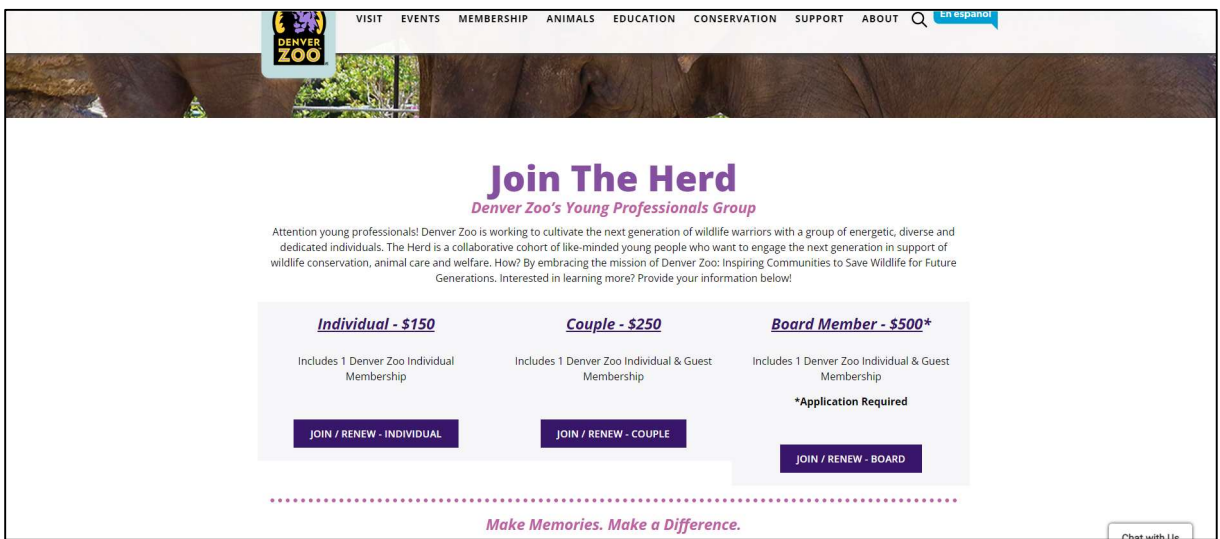 VISIT EVENTS MEMBERSHIP ANIMALS EDUCATION CONSERVATION SUPPORT ABOUT En español
DENVER
ZOO
Join The Herd
Denver Zoo's Young Professionals Group
Attention young professionals! Denver Zoo is working to cultivate the next generation of wildlife warriors with a group of energetic, diverse and
dedicated individuals. The Herd is a collaborative cohort of like-minded young people who want to engage the next generation in support of
wildlife conservation, animal care and welfare. How? By embracing the mission of Denver Zoo: Inspiring Communities to Save Wildlife for Future
Generations. Interested in learning more? Provide your information below!
Individual - $150
Includes 1 Denver Zoo Individual
Membership
JOIN / RENEW - INDIVIDUAL
Couple - $250
Includes 1 Denver Zoo Individual & Guest
Membership
JOIN / RENEW - COUPLE
Board Member - $500*
Includes 1 Denver Zoo Individual & Guest
Membership
*Application Required
JOIN / RENEW - BOARD
Make Memories. Make a Difference.
Chat with Us